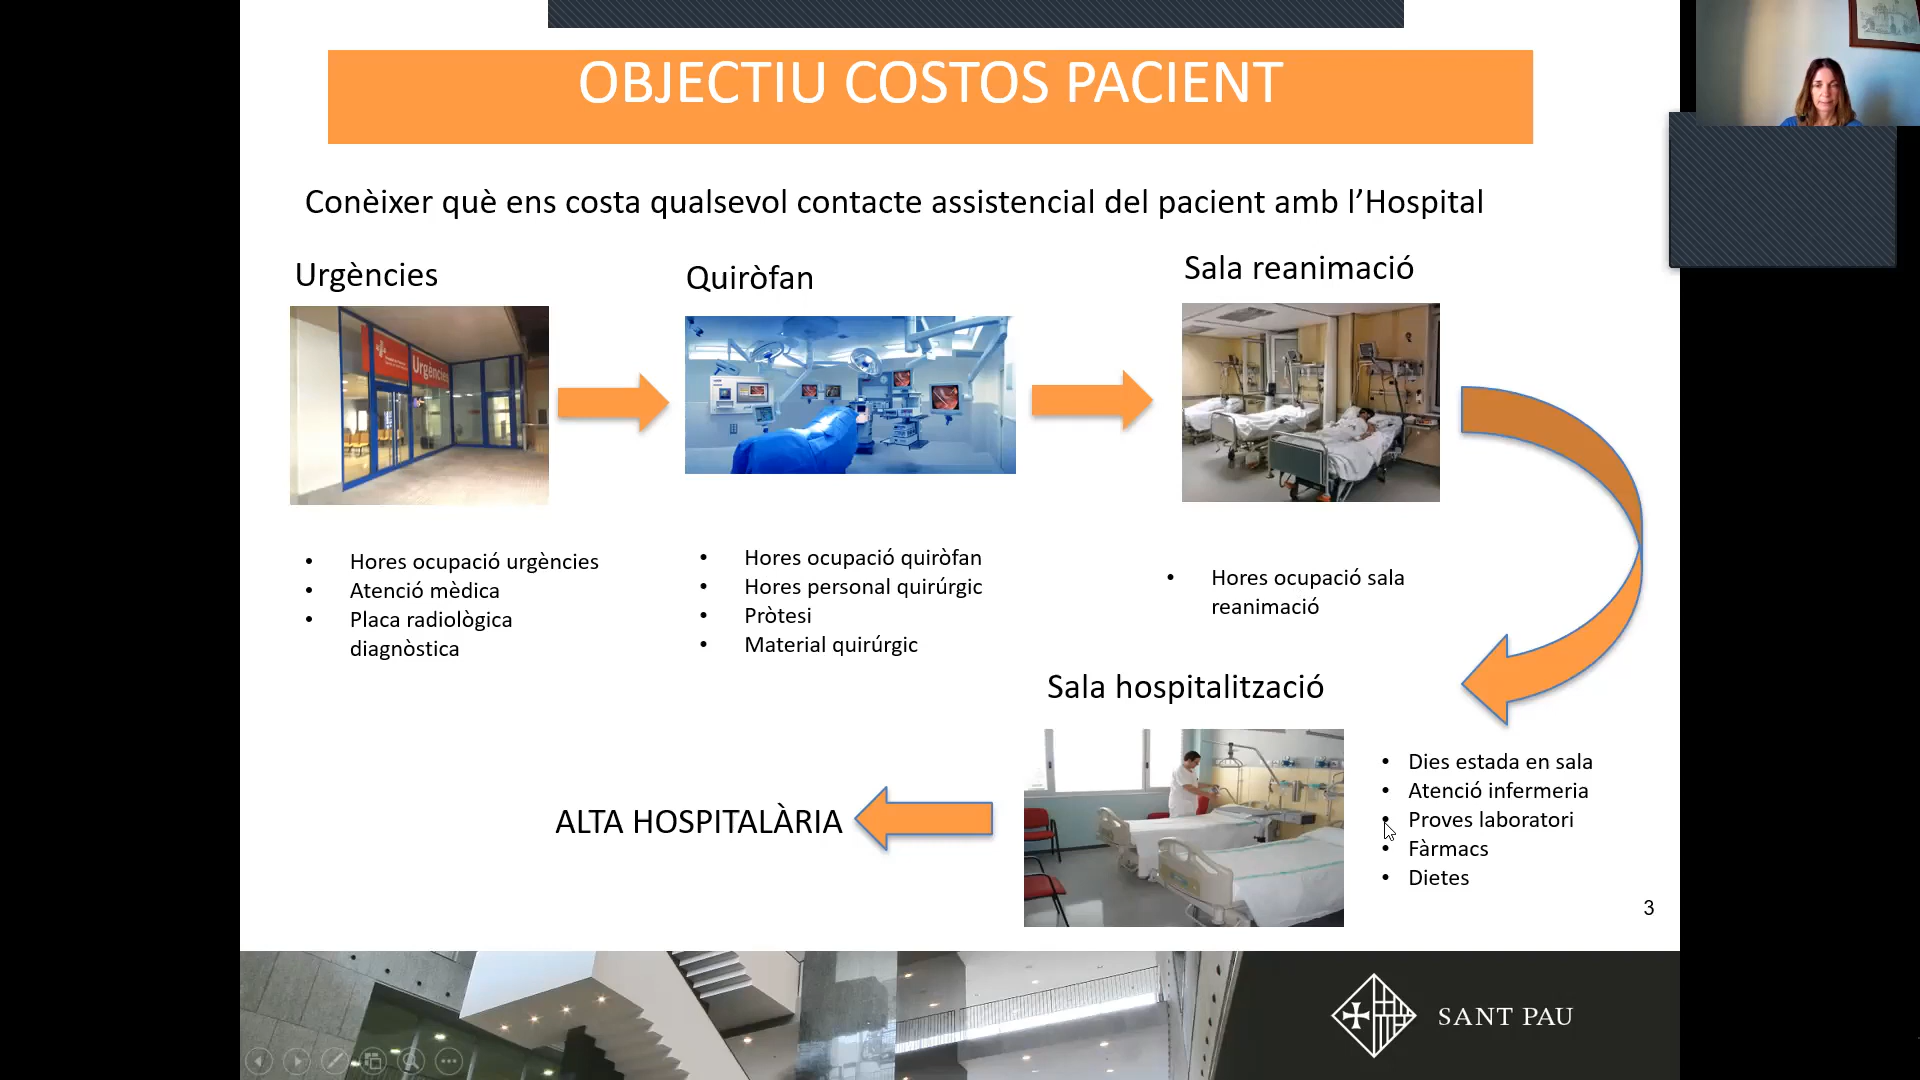 OBJECTIU COSTOS PACIENT
Conèixer què ens costa qualsevol contacte assistencial del pacient amb l’Hospital
Urgències
Quiròfan
Sala reanimació
Urgències
• Hores ocupació urgències
• Atenció mèdica
• Placa radiològica
diagnòstica
• Hores ocupació quiròfan
• Hores personal quirúrgic
• Pròtesi
• Material quirúrgic
• Hores ocupació sala
reanimació
Sala hospitalització
• Dies estada en sala
• Atenció infermeria
• Proves laboratori
• Fàrmacs
• Dietes
ALTA HOSPITALÀRIA
3
SANT PAU